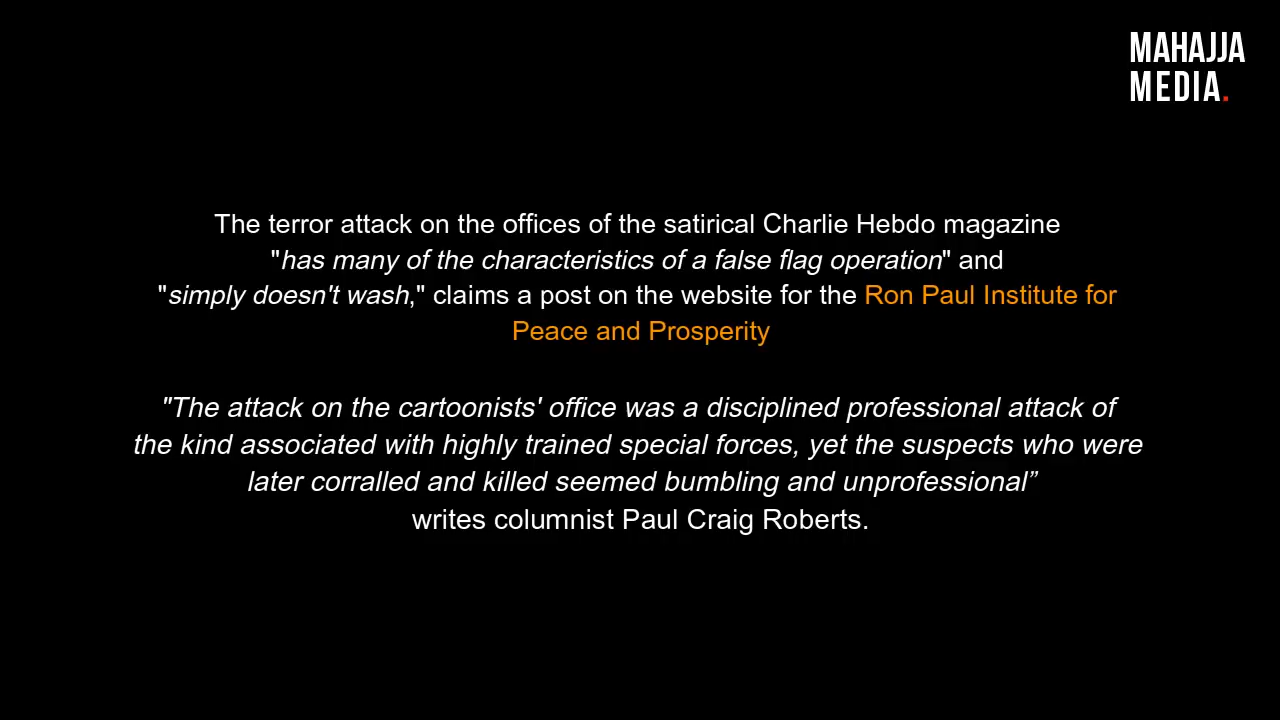 MAHAJJA
MEDIA.
The terror attack on the offices of the satirical Charlie Hebdo magazine
"has many of the characteristics of a false flag operation" and
"simply doesn't wash," claims a post on the website for the Ron Paul Institute for
Peace and Prosperity
"The attack on the cartoonists' office was a disciplined professional attack of
the kind associated with highly trained special forces, yet the suspects who were
later corralled and killed seemed bumbling and unprofessional”
writes columnist Paul Craig Roberts.